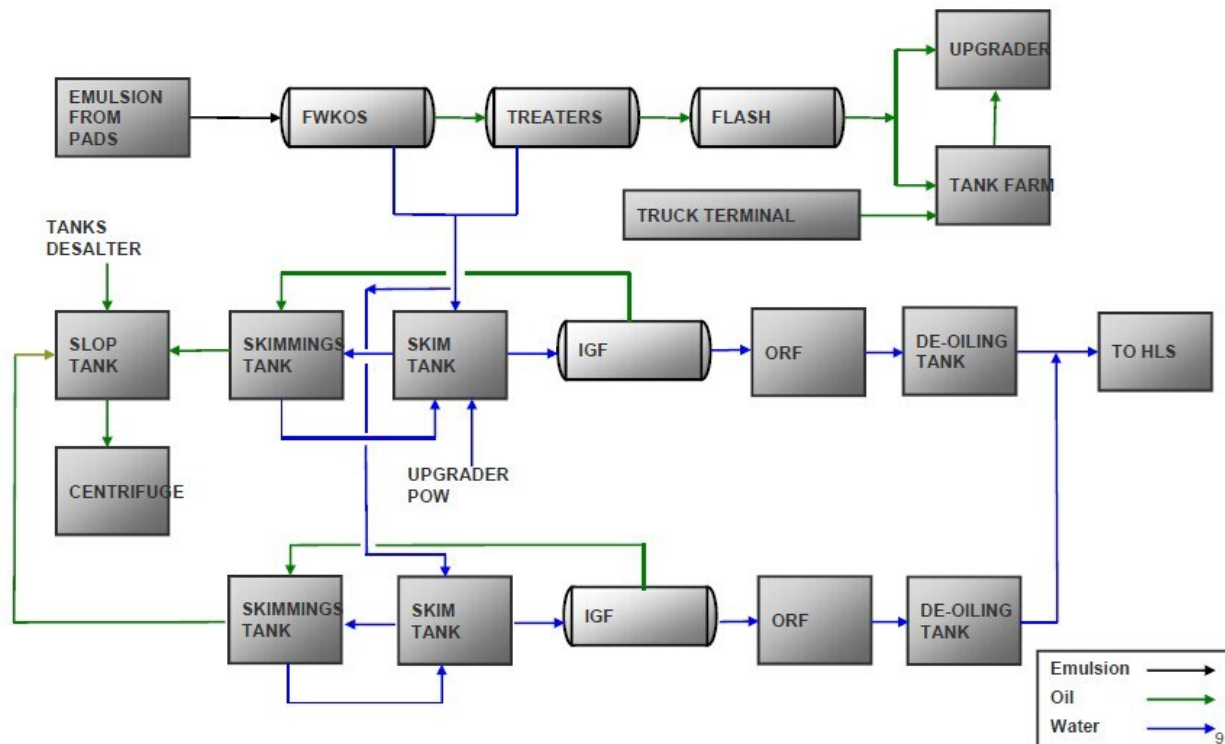 UPGRADER
EMULSION
FROM
PADS
FWKOS
TREATERS
FLASH
TANK FARM
TRUCK TERMINAL
TANKS
DESALTER
SLOP
TANK
SKIMMINGS
TANK
SKIM
TANK
IGF
ORF
DE-OILING
TANK
TO HLS
CENTRIFUGE
UPGRADER
POW
SKIMMINGS
TANK
SKIM
TANK
IGF
ORF
DE-OILING
TANK
Emulsion
Oil
Water
9